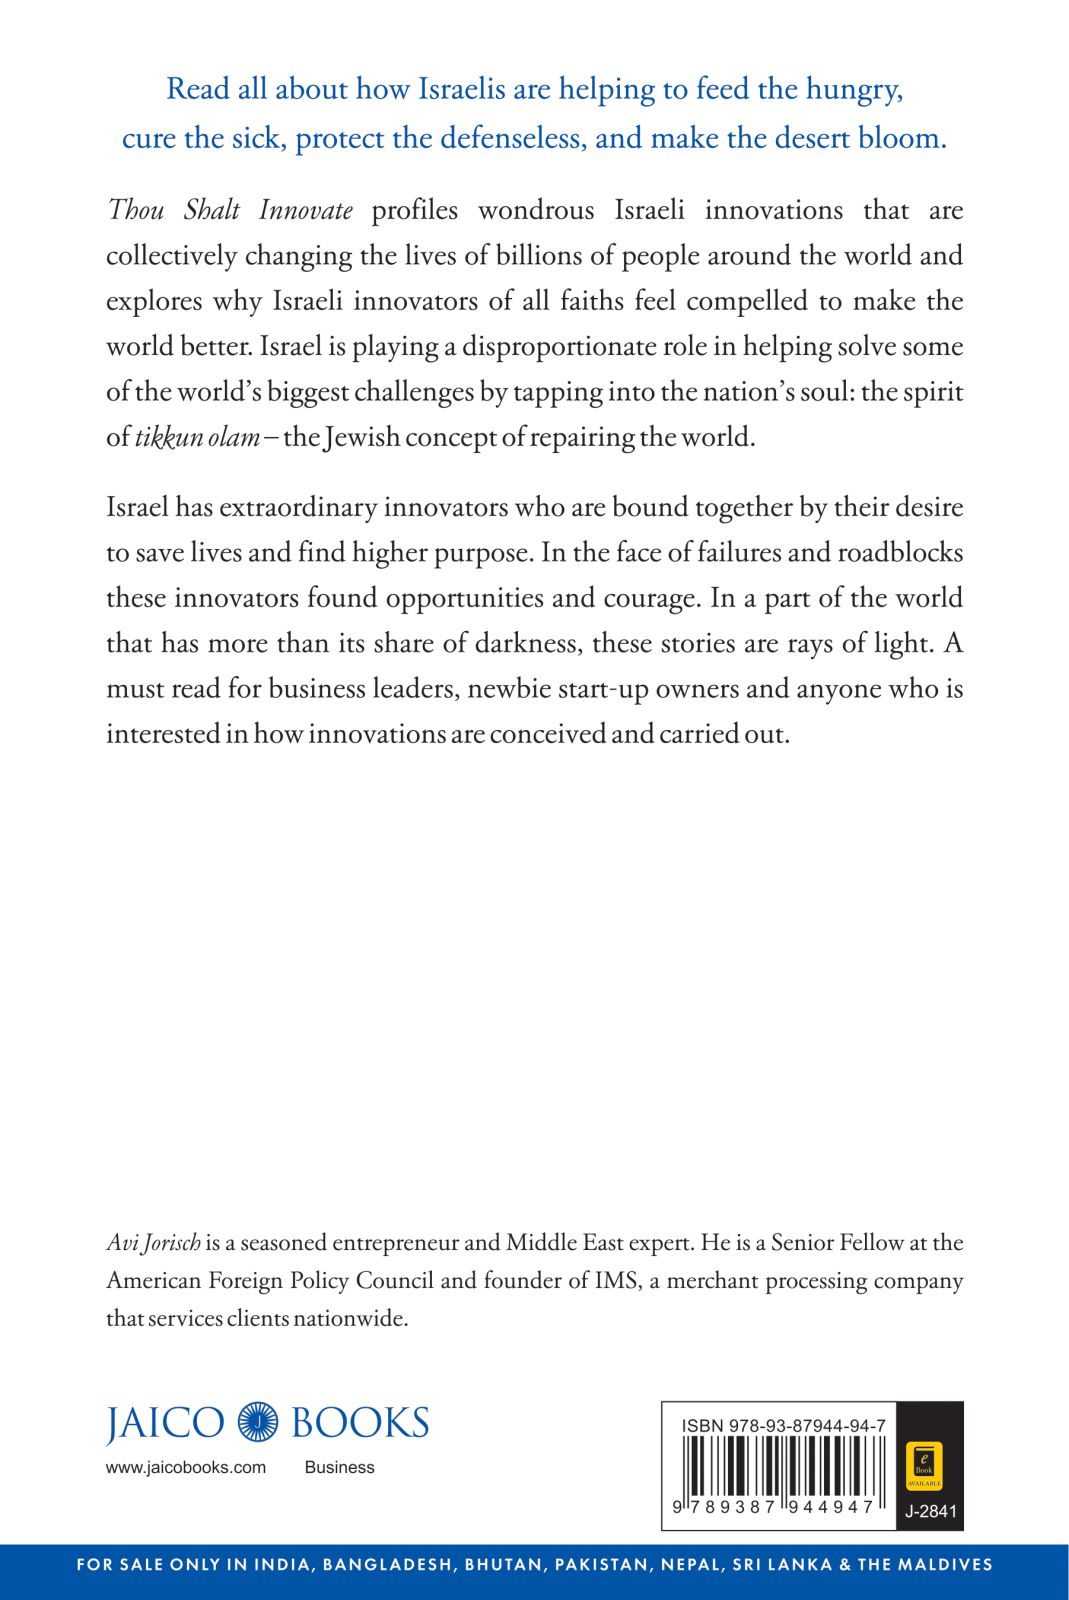 Read all about how Israelis are helping to feed the hungry,
cure the sick, protect the defenseless, and make the desert bloom.
Thou Shalt Innovate profiles wondrous Israeli innovations that are
collectively changing the lives of billions of people around the world and
explores why Israeli innovators of all faiths feel compelled to make the
world better. Israel is playing a disproportionate role in helping solve some
of the world's biggest challenges by tapping into the nation's soul: the spirit
of tikkun olam – the Jewish concept of repairing the world.
Israel has extraordinary innovators who are bound together by their desire
to save lives and find higher purpose. In the face of failures and roadblocks
these innovators found opportunities and courage. In a part of the world
that has more than its share of darkness, these stories are rays of light. A
must read for business leaders, newbie start-up owners and anyone who is
interested in how innovations are conceived and carried out.
Avi Jorisch is a seasoned entrepreneur and Middle East expert. He is a Senior Fellow at the
American Foreign Policy Council and founder of IMS, a merchant processing company
that services clients nationwide.
JAICO J BOOKS
www.jaicobooks.com Business
ISBN 978-93-87944-94-7
9 789387 944947
e
Book
AVAILABLE
J-2841
FOR SALE ONLY IN INDIA, BANGLADESH, BHUTAN, PAKISTAN, NEPAL, SRI LANKA & THE MALDIVES